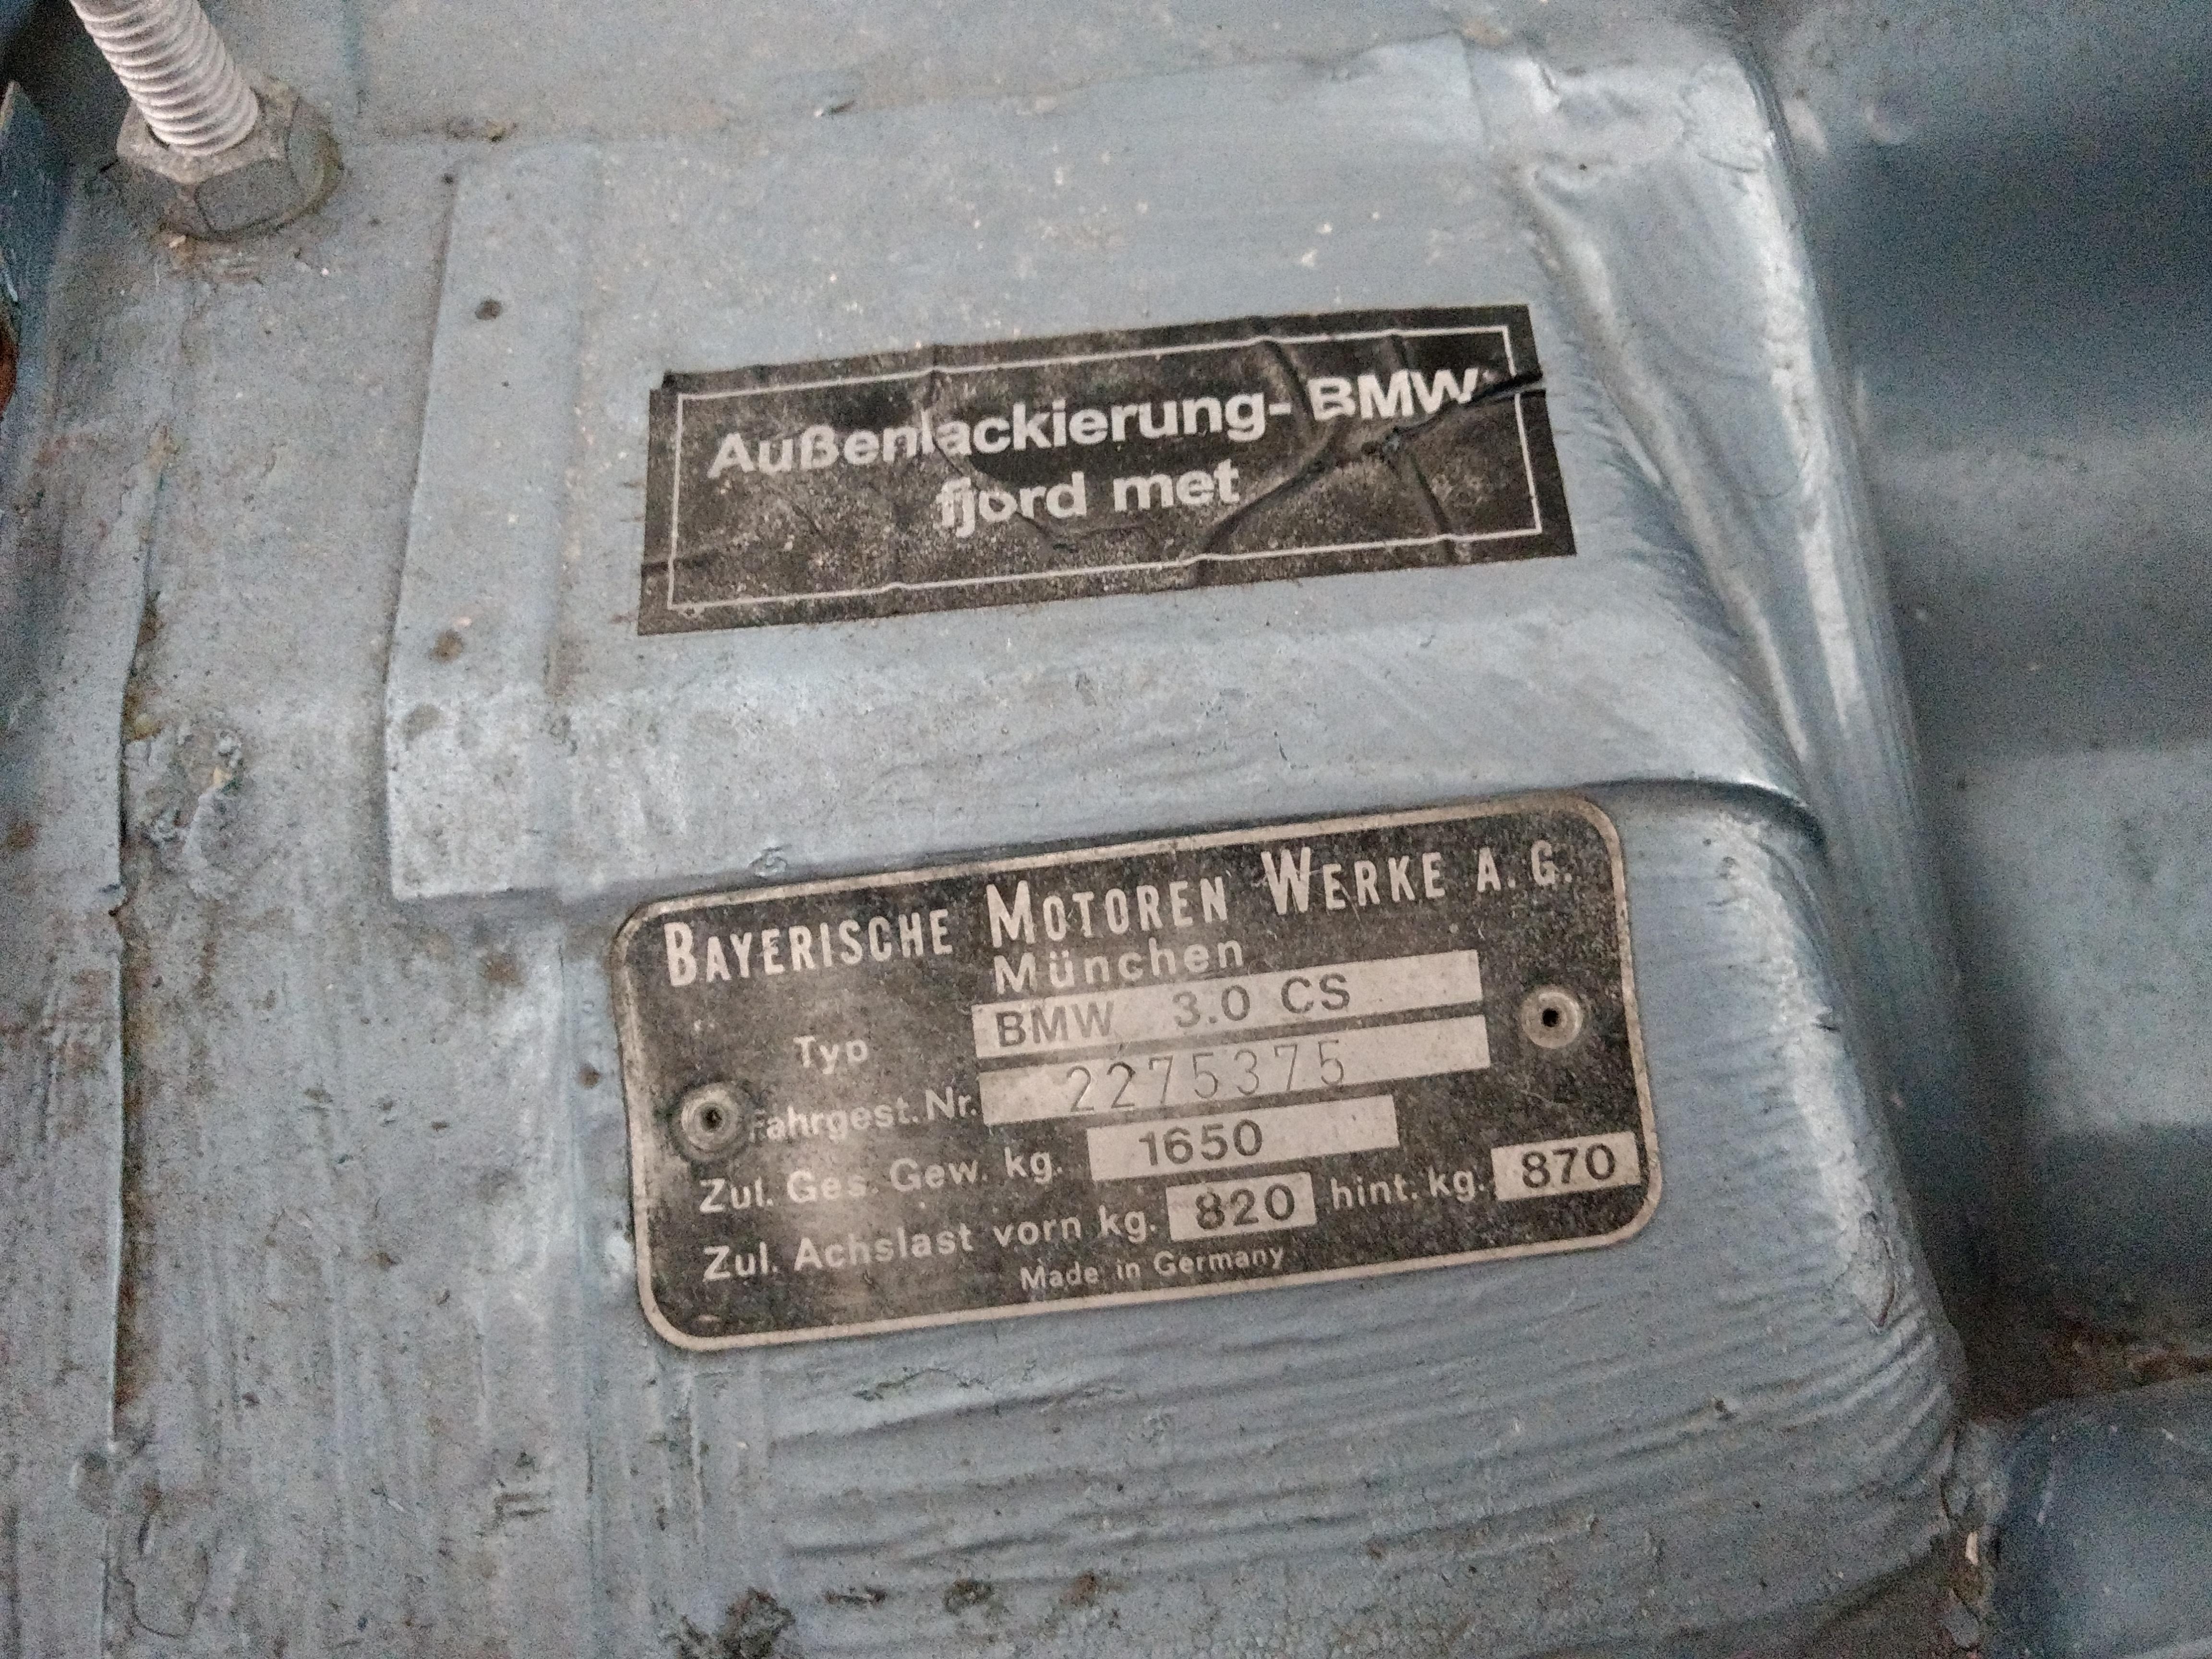 Außenlackierung-BMW
fjord met
BAYERISCHE MOTOREN WERKE A.G.
München
Typ BMW 3.0 CS
Fahrgest.Nr. 2275375
Zul. Ges. Gew. kg. 1650
Zul. Achslast vorn kg. 820 hint. kg. 870
Made in Germany